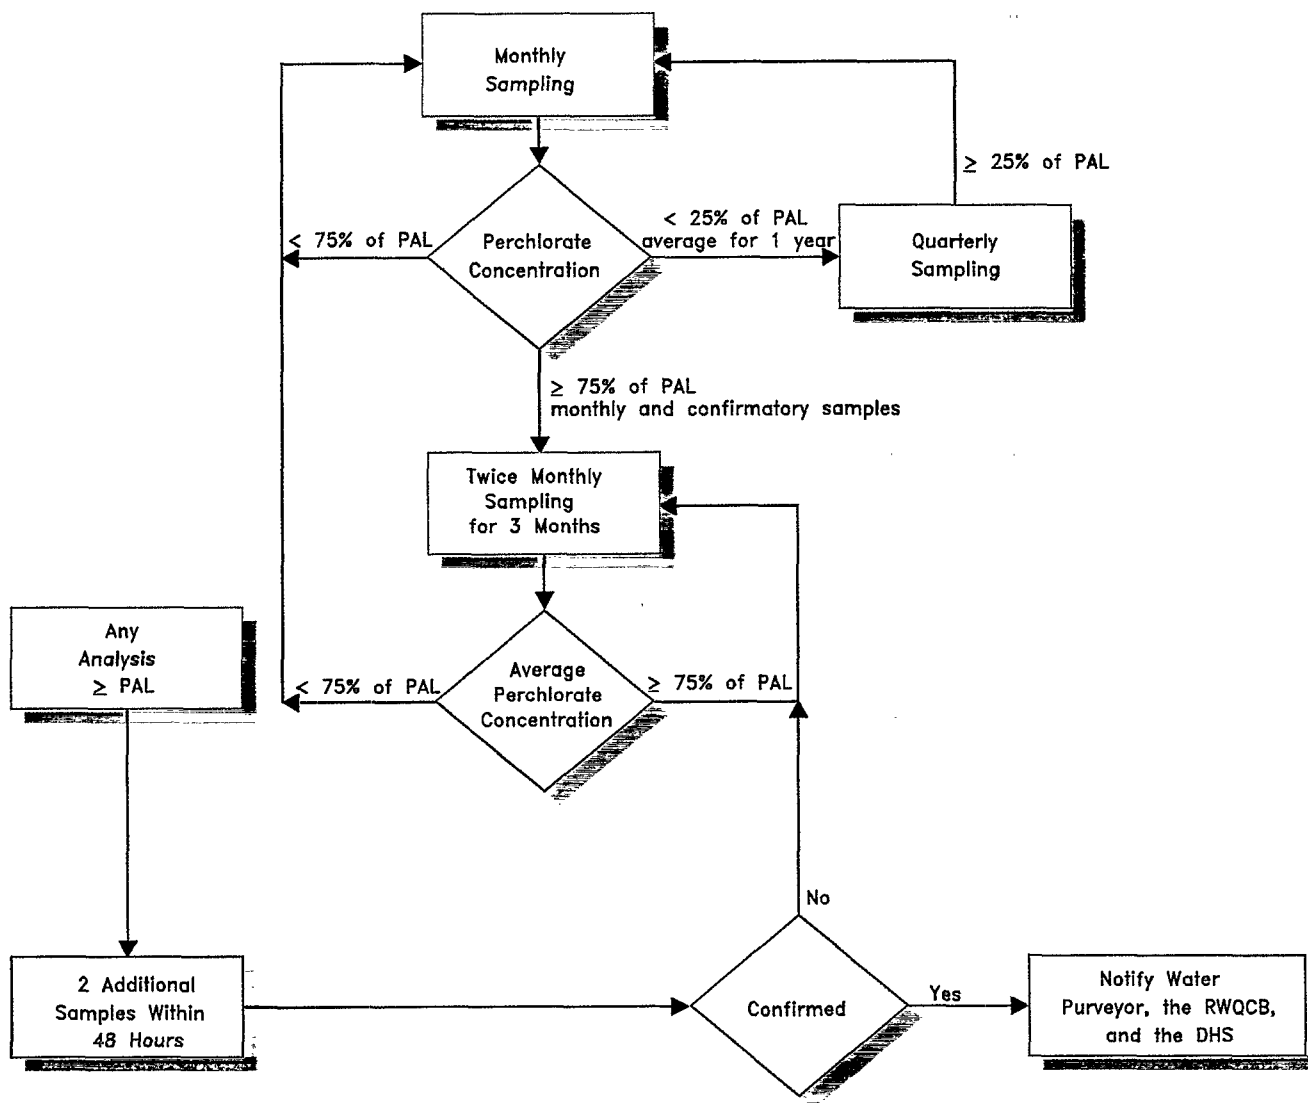 Monthly
Sampling
≥ 25% of PAL
< 75% of PAL
Perchlorate
Concentration
< 25% of PAL
average for 1 year
Quarterly
Sampling
≥ 75% of PAL
monthly and confirmatory samples
Twice Monthly
Sampling
for 3 Months
Any
Analysis
≥ PAL
< 75% of PAL
Average
Perchlorate
Concentration
≥ 75% of PAL
No
2 Additional
Samples Within
48 Hours
Confirmed
Yes
Notify Water
Purveyor, the RWQCB,
and the DHS